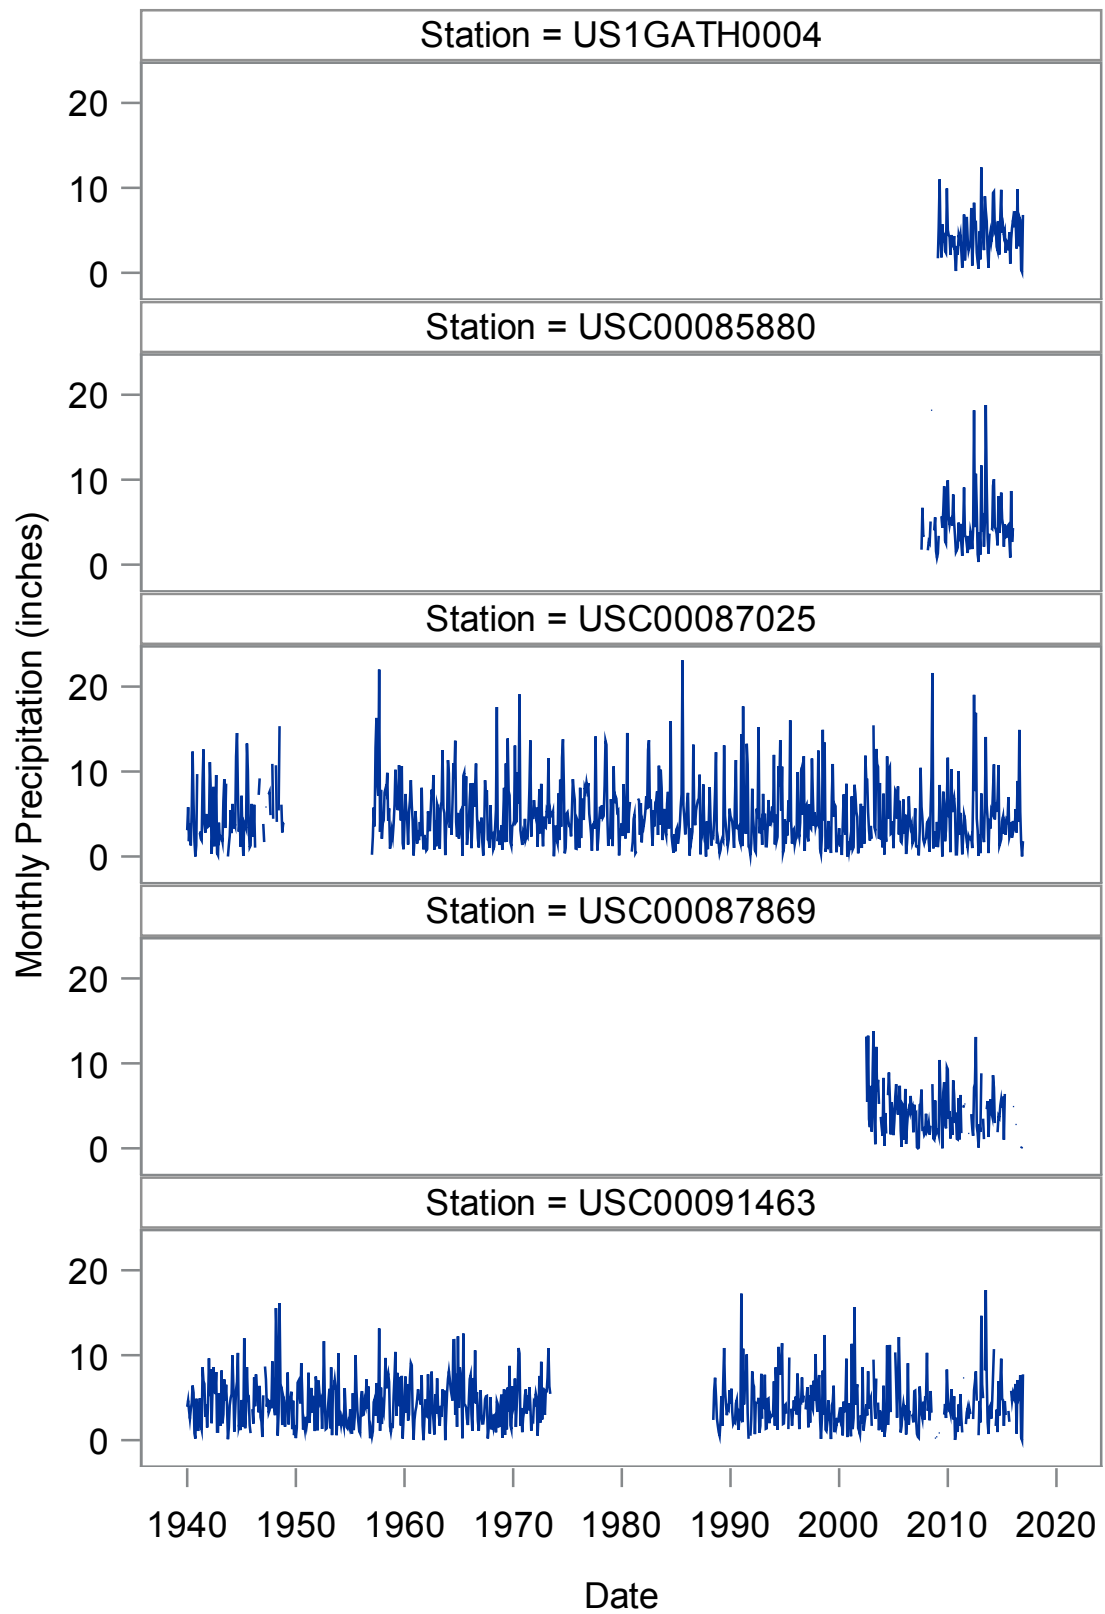 Station = US1GATH0004
20
10
0
Station = USC00085880
20
10
0
Station = USC00087025
20
10
0
Station = USC00087869
20
10
0
Station = USC00091463
20
10
0
Monthly Precipitation (inches)
1940 1950 1960 1970 1980 1990 2000 2010 2020
Date